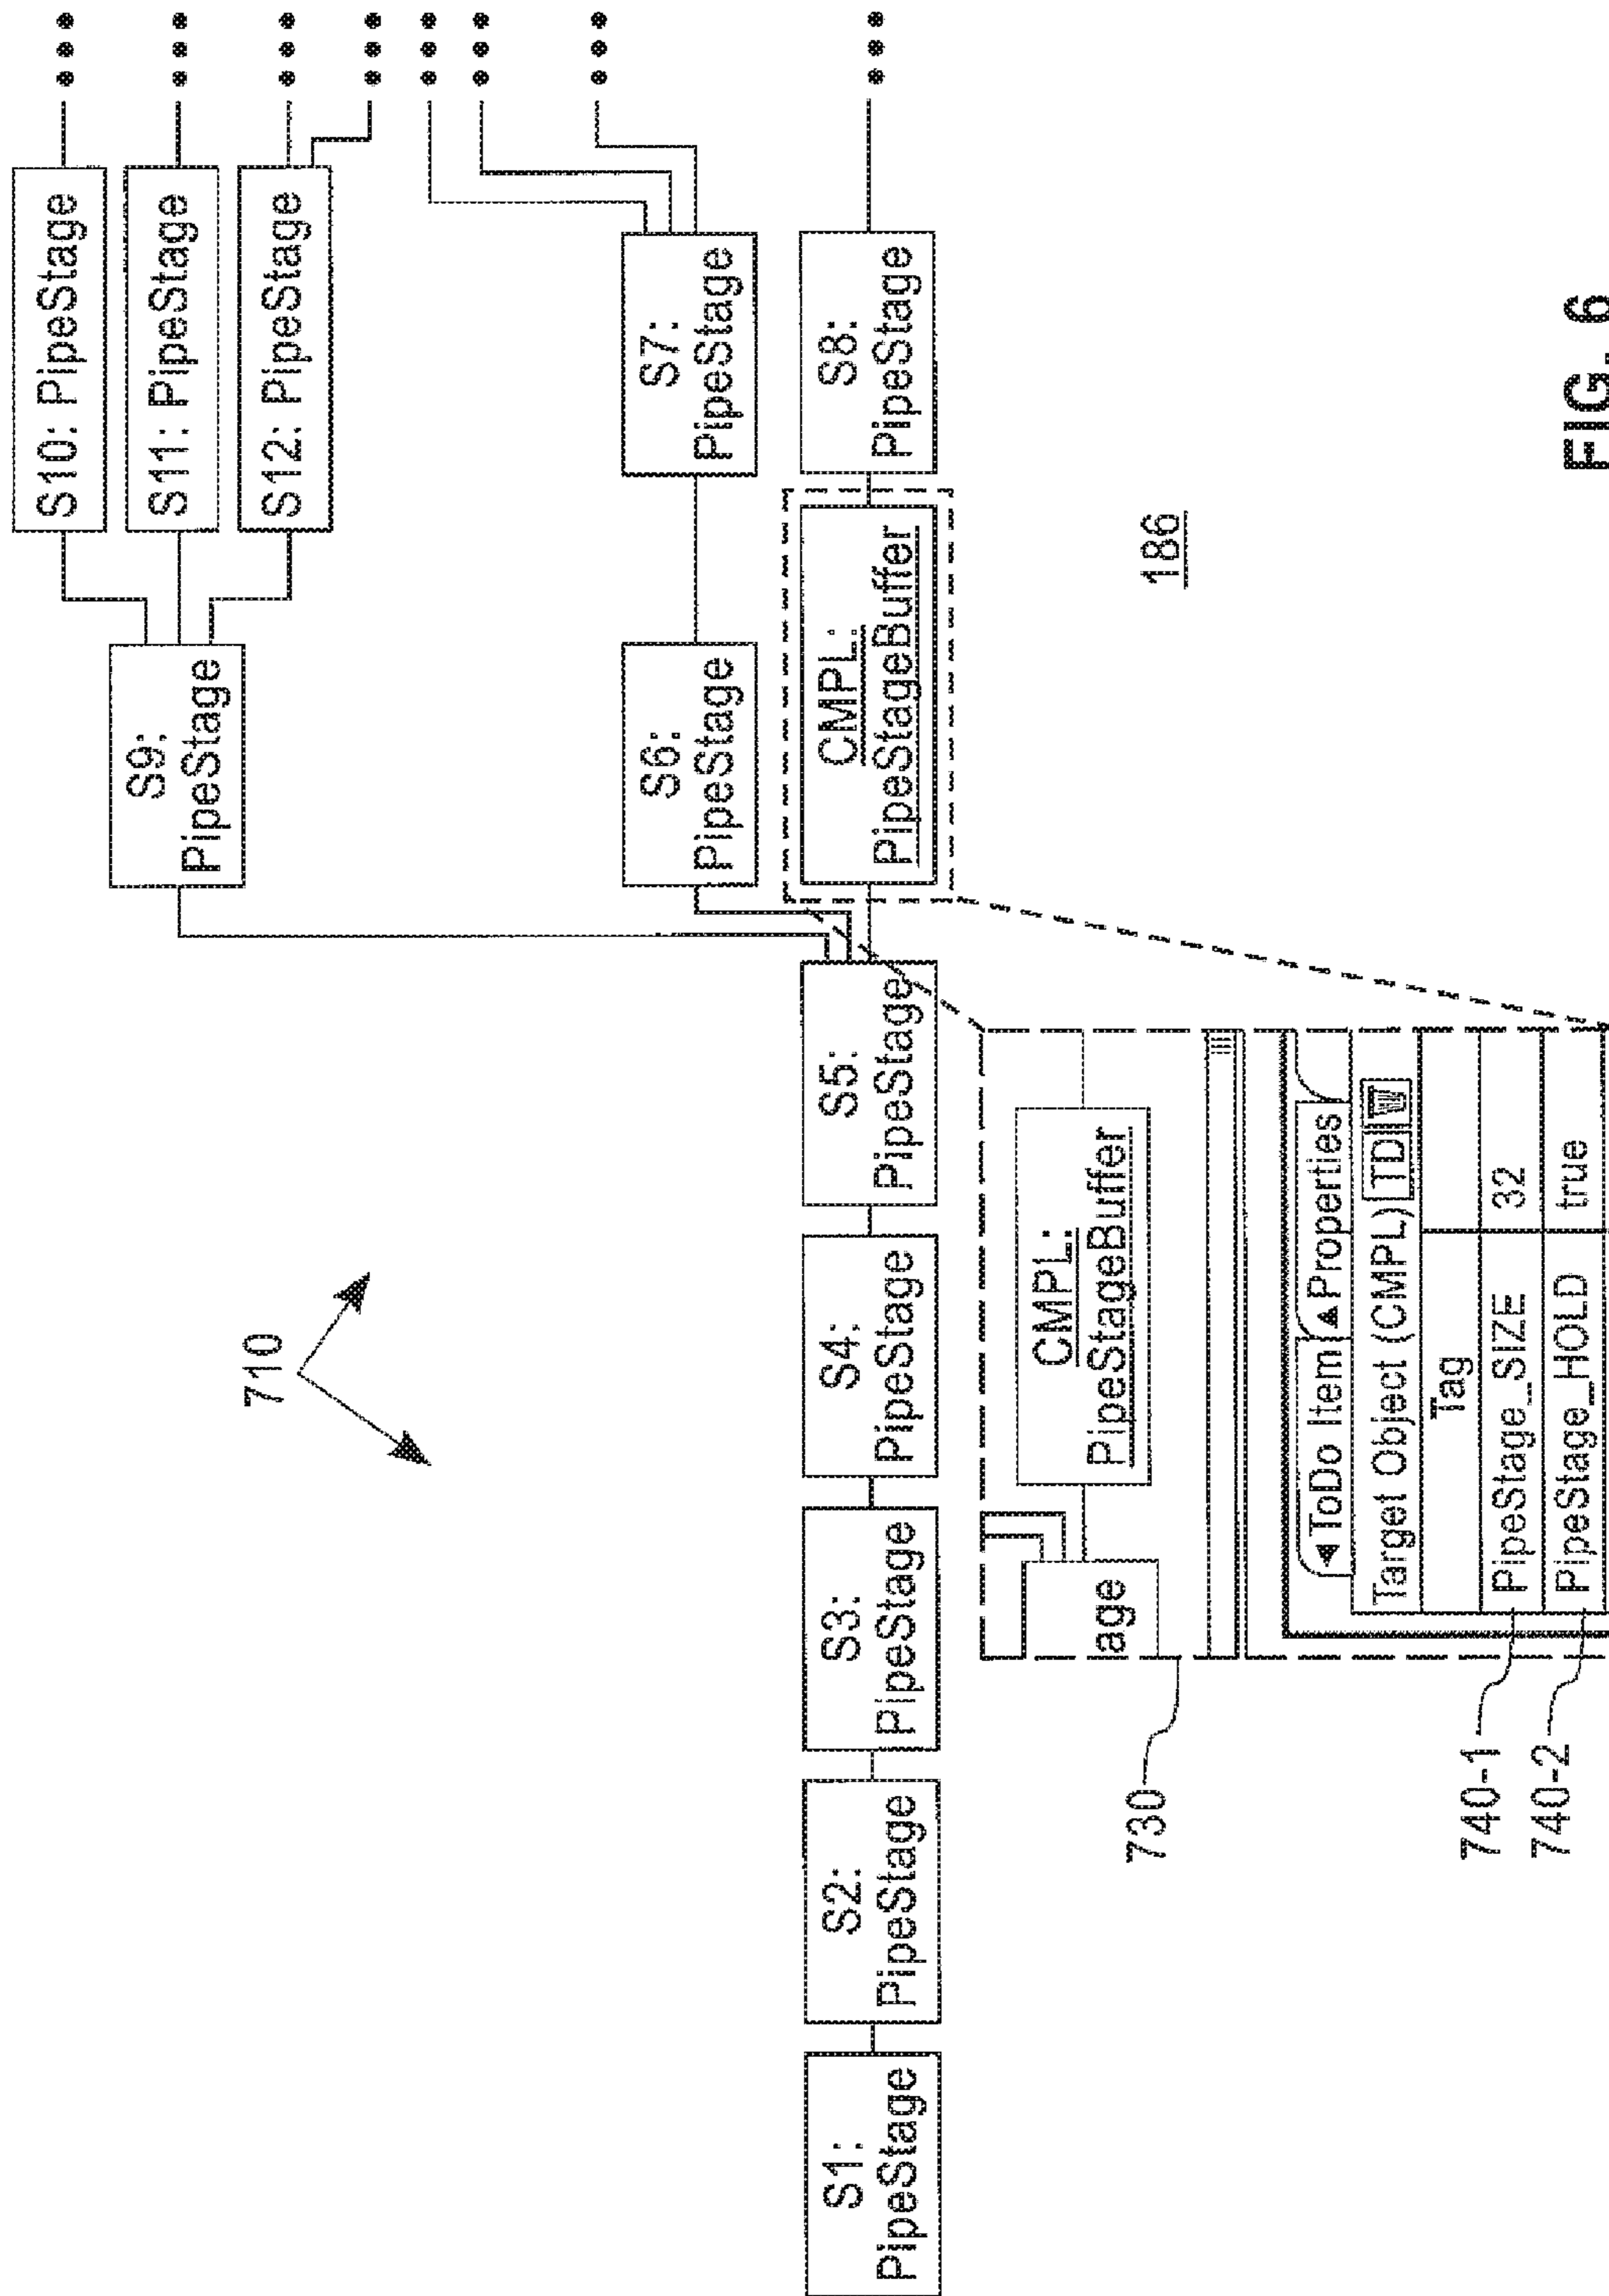 710
S10: PipeStage
S11: PipeStage
S12: PipeStage
S9:
PipeStage
S6:
PipeStage
S7:
PipeStage
S1:
PipeStage
S2:
PipeStage
S3:
PipeStage
S4:
PipeStage
S5:
PipeStage
CMPL:
PipeStageBuffer
S8:
PipeStage
730
age
CMPL:
PipeStageBuffer
186
ToDo Item
Properties
Target Object (CMPL) TD
Tag
740-1
PipeStage_SIZE
32
740-2
PipeStage_HOLD
true
FIG. 6